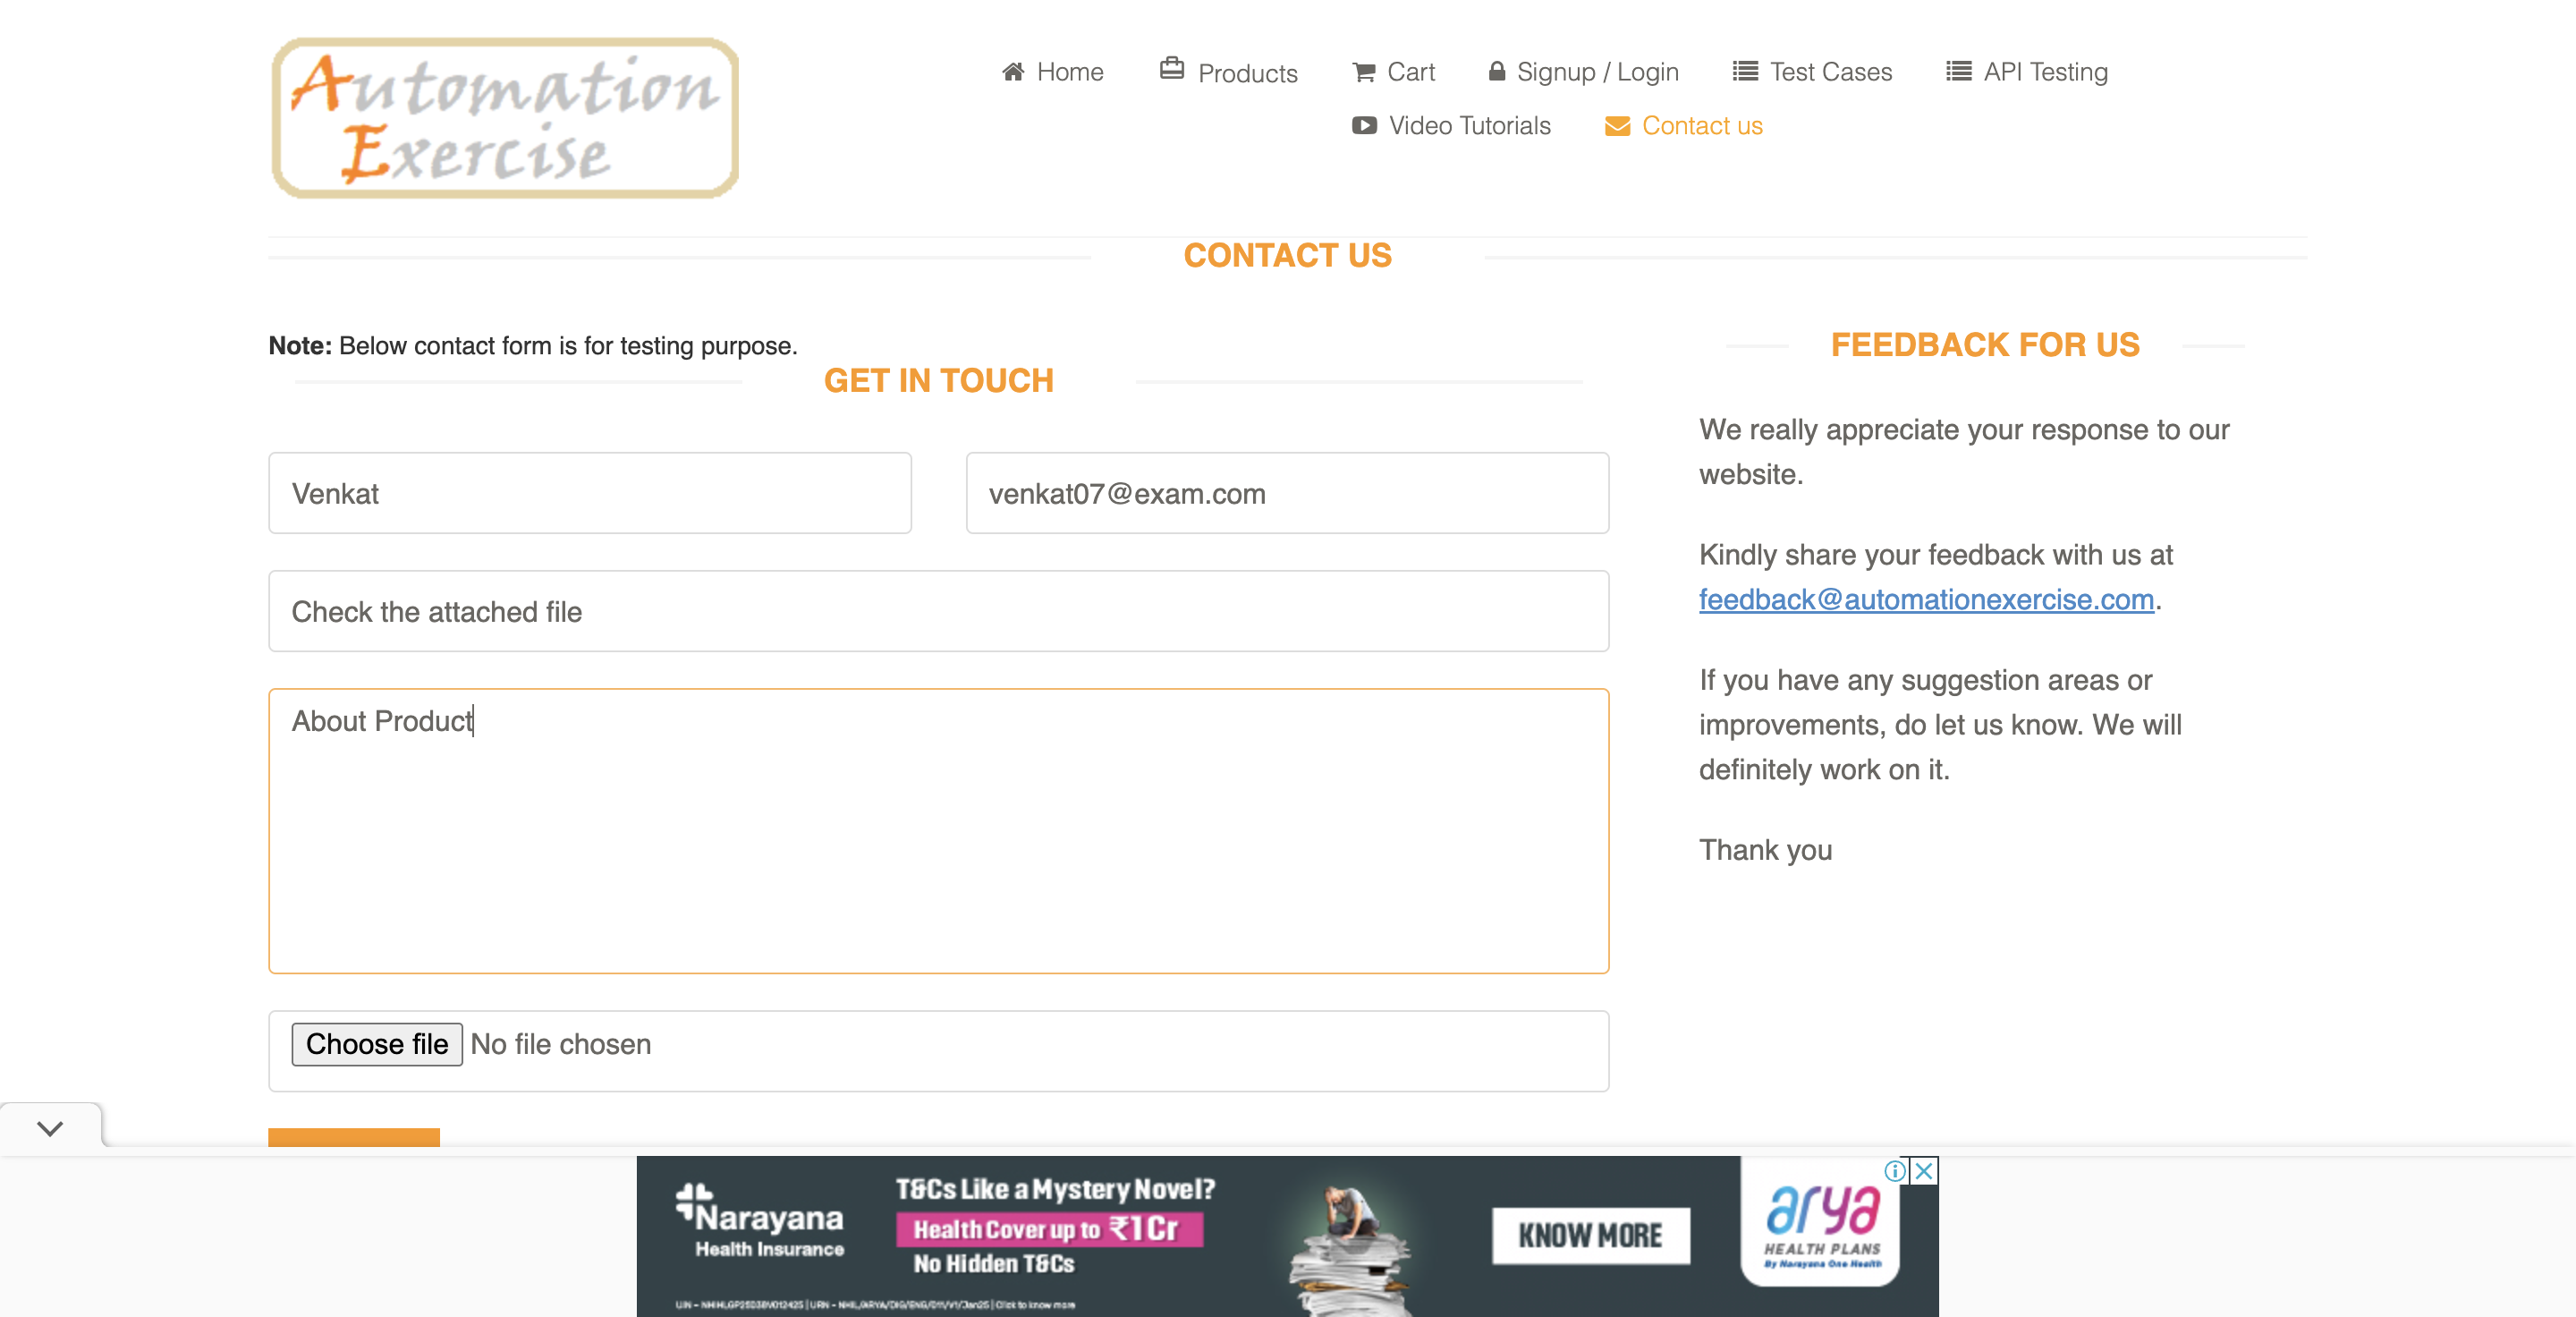 Automation
Exercise
Home
Products
Cart
Signup / Login
Test Cases
API Testing
Video Tutorials
Contact us
CONTACT US
Note: Below contact form is for testing purpose.
GET IN TOUCH
Venkat
venkat07@exam.com
Check the attached file
About Product
Choose file No file chosen
FEEDBACK FOR US
We really appreciate your response to our
website.
Kindly share your feedback with us at
feedback@automationexercise.com.
If you have any suggestion areas or
improvements, do let us know. We will
definitely work on it.
Thank you
Narayana
Health Insurance
T&Cs Like a Mystery Novel?
Health Cover up to ₹1 Cr
No Hidden T&Cs
KNOW MORE
arya
HEALTH PLANS
By Narayana One Health